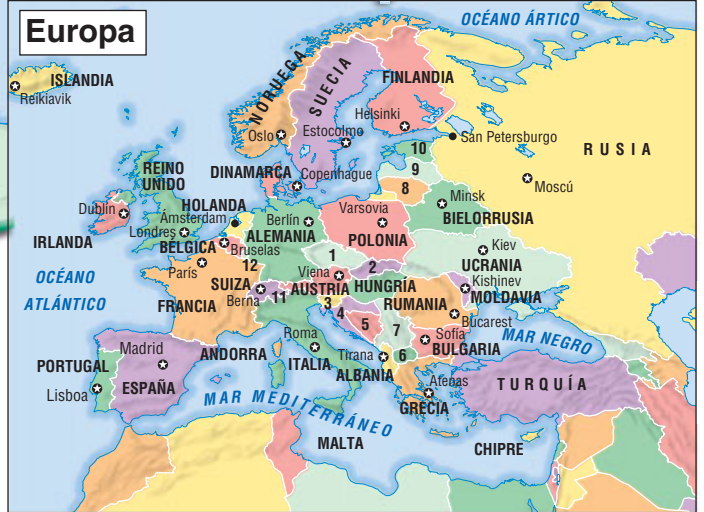 Europa
OCÉANO ÁRTICO
ISLANDIA
Reikiavik
NORUEGA
SUECIA
FINLANDIA
Helsinki
Oslo
Estocolmo
San Petersburgo
RUSIA
10
9
8
REINO
UNIDO
DINAMARCA
Copenhague
Moscú
Minsk
BIELORRUSIA
Dublin
HOLANDA
Ámsterdam
Berlín
Varsovia
Londres
ALEMANIA
POLONIA
IRLANDA
BÉLGICA
Bruselas
Kiev
UCRANIA
1
2
12
París
Viena
Kishinev
OCÉANO
ATLÁNTICO
SUIZA
Berna
11
AUSTRIA
HUNGRÍA
MOLDAVIA
FRANCIA
3
4
5
7
6
RUMANIA
Bucarest
Roma
Sofía
MAR NEGRO
Madrid
ANDORRA
ITALIA
Tirana
ALBANIA
BULGARIA
PORTUGAL
ESPAÑA
Lisboa
Atenas
TURQUÍA
MAR MEDITERRÁNEO
GRECIA
MALTA
CHIPRE